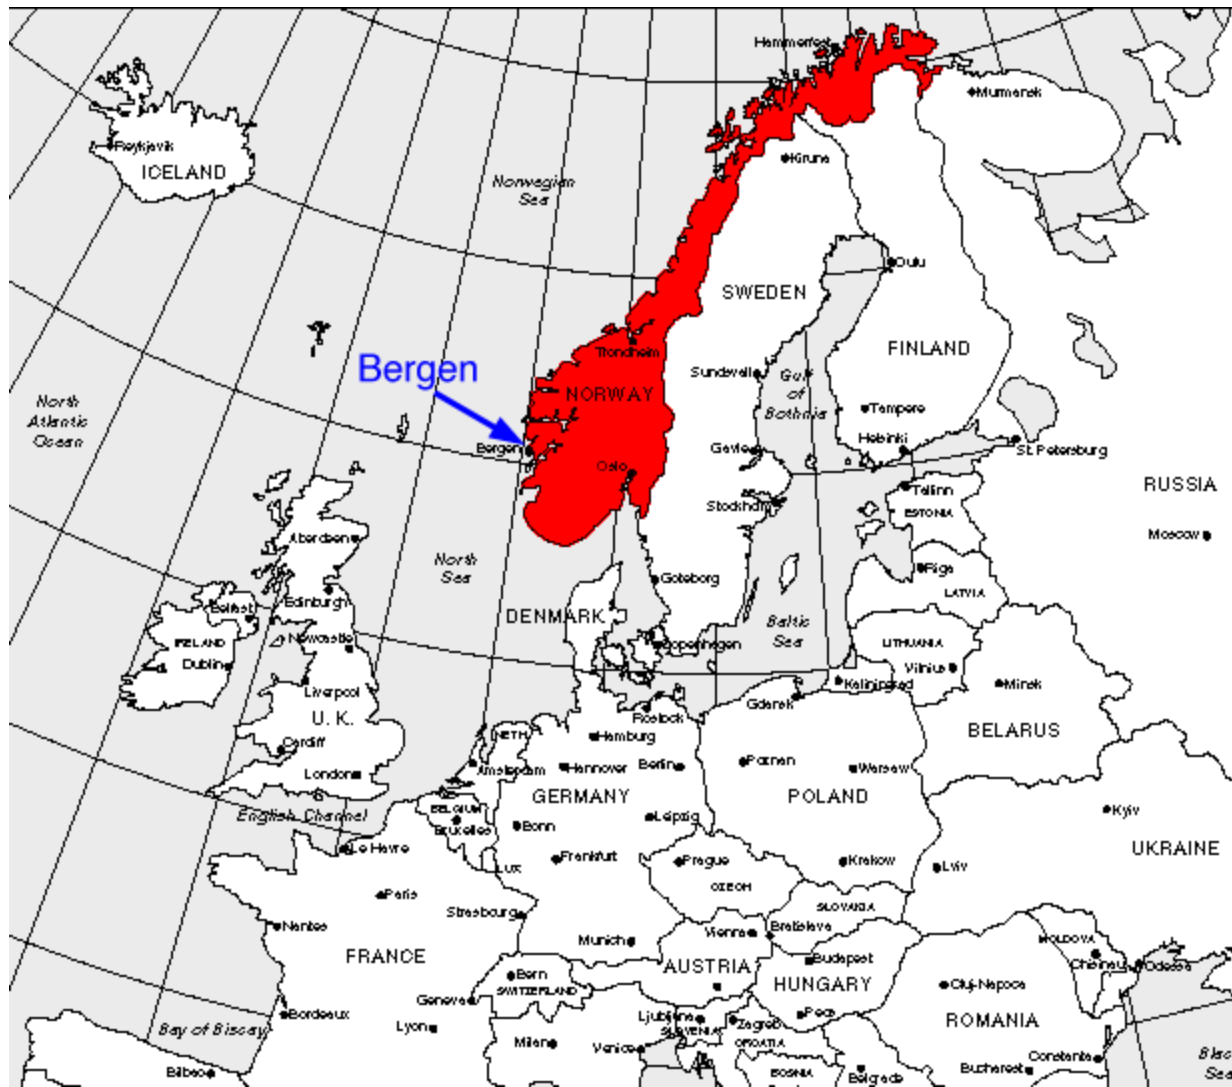 Hammerfest
Murmansk
Reykjavik
ICELAND
Kiruna
Norwegian
Sea
Oulu
SWEDEN
Trondheim
FINLAND
Bergen
Sundsvall
Gulf
of
Bothnia
NORWAY
North
Atlantic
Ocean
Tampere
Bergen
Gavle
Helsinki
St. Petersburg
Oslo
Tallinn
ESTONIA
RUSSIA
Stockholm
Moscow
Aberdeen
North
Sea
Riga
LATVIA
Goteborg
Edinburgh
Belfast
DENMARK
Baltic
Sea
IRELAND
Newcastle
Copenhagen
LITHUANIA
Dublin
Vilnius
Liverpool
Kaliningrad
Minsk
Gdansk
U. K.
Rostock
BELARUS
Cardiff
NETH
Hamburg
London
Amsterdam
Hannover
Berlin
Poznan
Warsaw
English Channel
BELGIUM
GERMANY
POLAND
Kyiv
Bruxelles
Bonn
Leipzig
UKRAINE
Le Havre
LUX
Frankfurt
Prague
Krakow
Lviv
CZECH
Paris
SLOVAKIA
Nantes
Strasbourg
Munich
Vienna
Bratislava
MOLDOVA
FRANCE
Budapest
Chisinau
Odessa
Bern
AUSTRIA
SWITZERLAND
HUNGARY
Cluj-Napoca
Geneva
Bay of Biscay
Bordeaux
Lyon
Ljubljana
SLOVENIA
Zagreb
CROATIA
Pecs
ROMANIA
Milan
Venice
Constanta
Black
Sea
Bilbao
BOSNIA
Belgrade
Bucharest